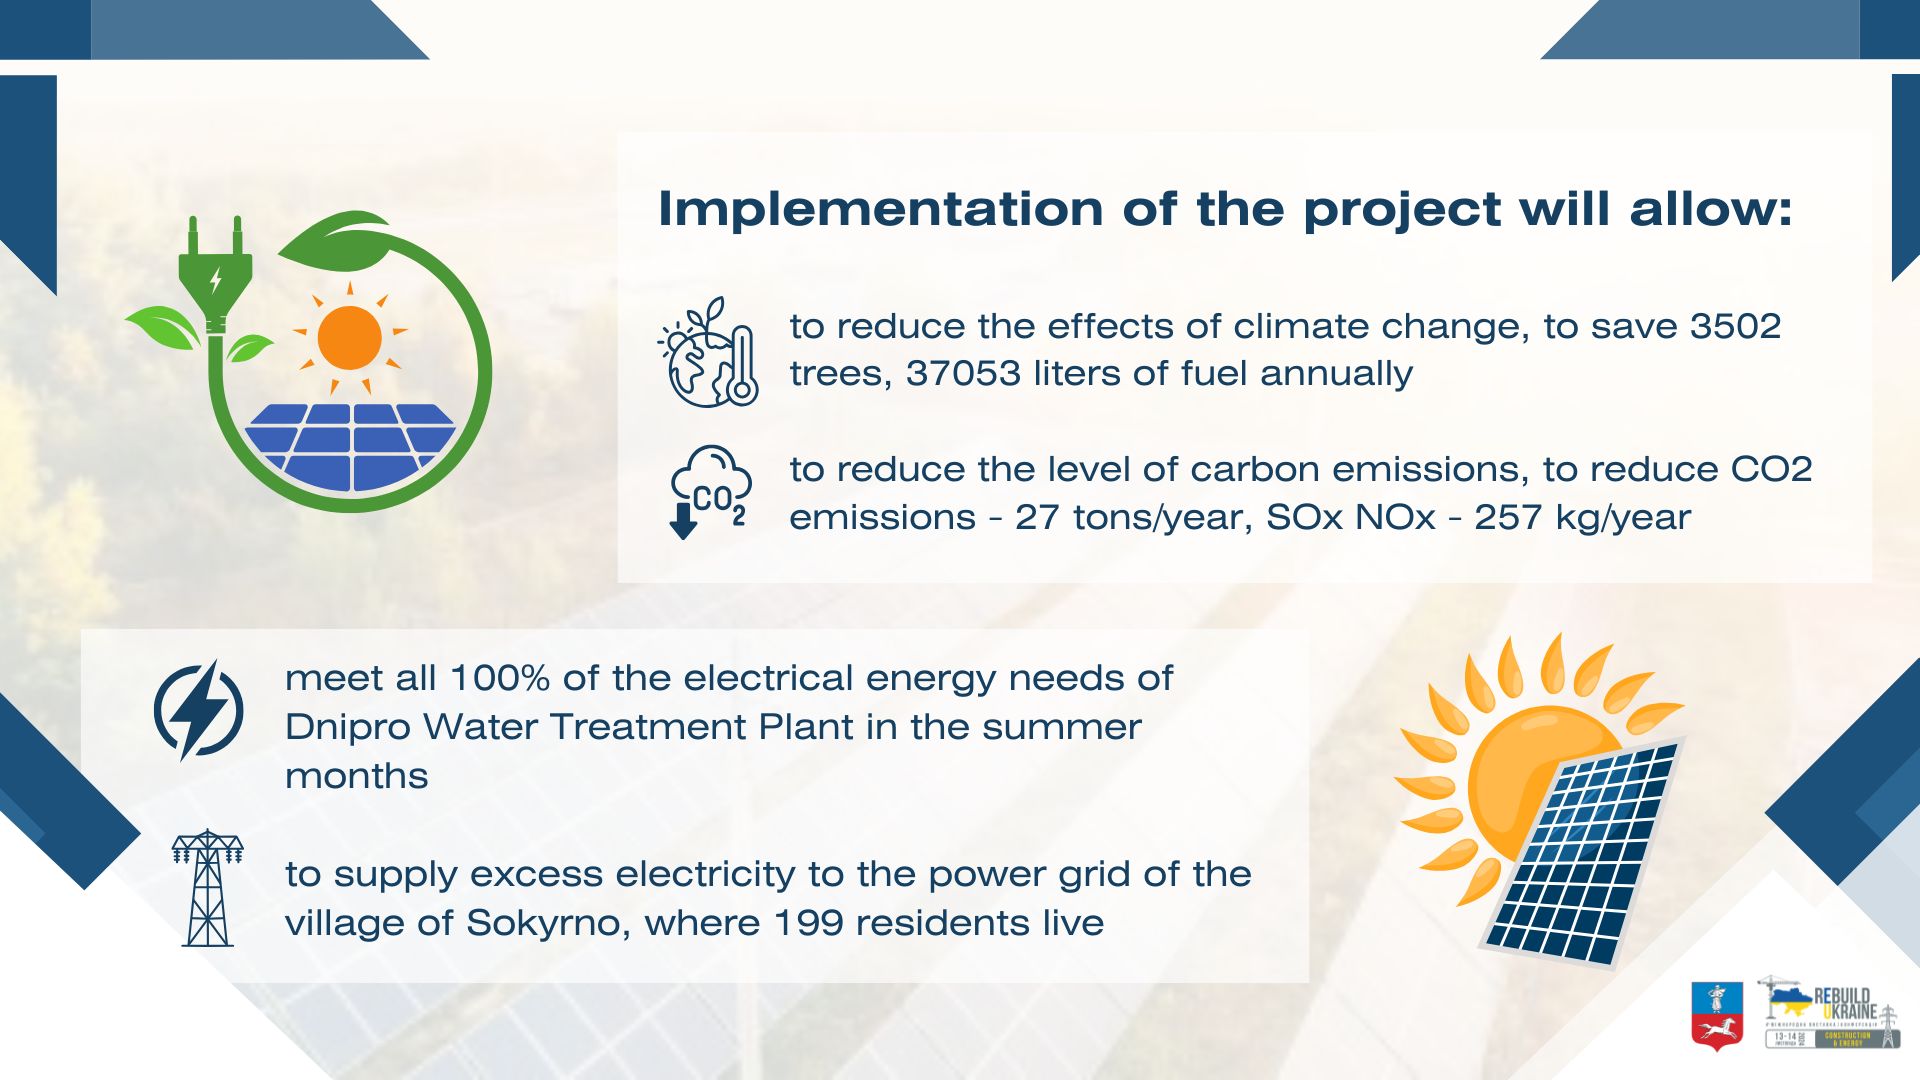 Implementation of the project will allow:
to reduce the effects of climate change, to save 3502
trees, 37053 liters of fuel annually
CO2
to reduce the level of carbon emissions, to reduce CO2
emissions - 27 tons/year, SOx NOx - 257 kg/year
meet all 100% of the electrical energy needs of
Dnipro Water Treatment Plant in the summer
months
to supply excess electricity to the power grid of the
village of Sokyrno, where 199 residents live
REBUILD
UKRAINE
13-14
CONSTRUCTION
& ENERGY